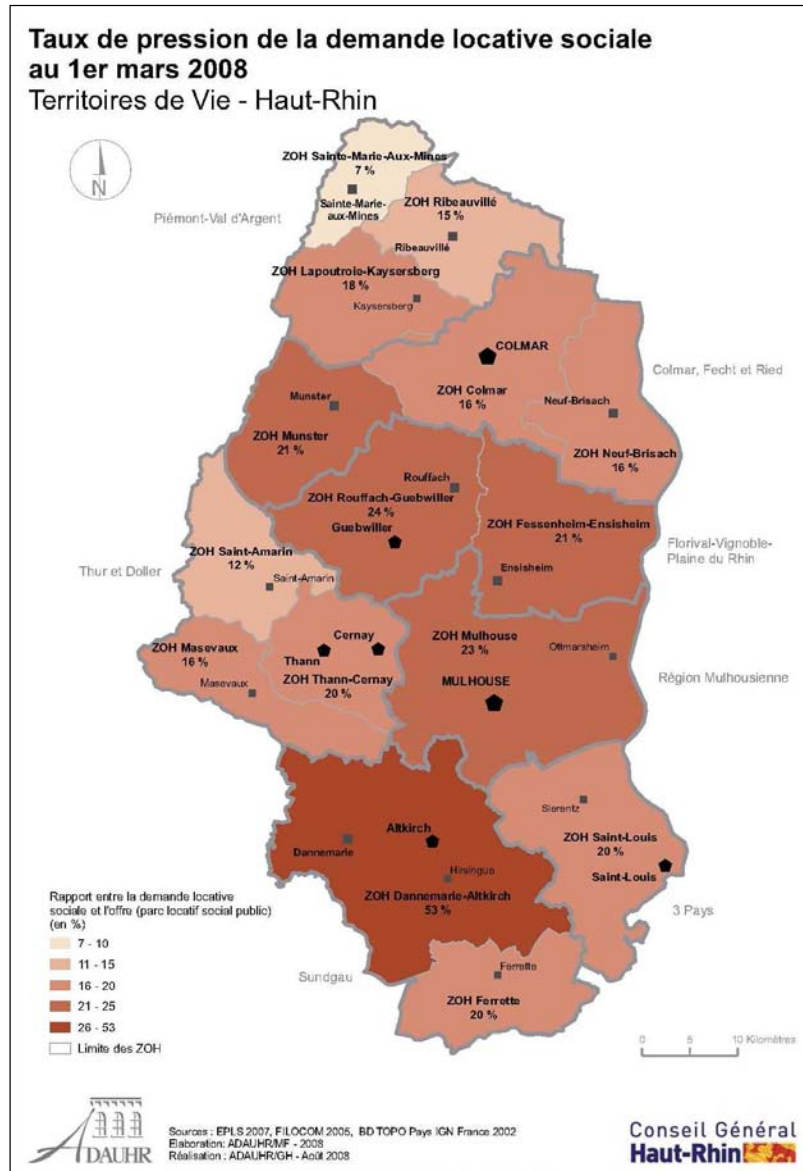 Taux de pression de la demande locative sociale
au 1er mars 2008
Territoires de Vie - Haut-Rhin
N
ZOH Sainte-Marie-Aux-Mines
7 %
Sainte-Marie-
aux-Mines
Piémont-Val d'Argent
ZOH Ribeauvillé
15 %
Ribeauvillé
ZOH Lapoutroie-Kaysersberg
18 %
Kaysersberg
COLMAR
Colmar, Fecht et Ried
ZOH Colmar
16 %
Munster
Neuf-Brisach
ZOH Munster
21 %
ZOH Neuf-Brisach
16 %
Rouffach
ZOH Rouffach-Guebwiller
24 %
Guebwiller
ZOH Fessenheim-Ensisheim
21 %
Florival-Vignoble-
Plaine du Rhin
ZOH Saint-Amarin
12 %
Ensisheim
Thur et Doller
Saint-Amarin
Cernay
ZOH Mulhouse
23 %
Ottmarsheim
ZOH Masevaux
16 %
Thann
ZOH Thann-Cernay
20 %
Masevaux
MULHOUSE
Région Mulhousienne
Sierentz
Altkirch
Dannemarie
ZOH Saint-Louis
20 %
Saint-Louis
Hirsingue
ZOH Dannemarie-Altkirch
53 %
3 Pays
Sundgau
Ferrette
ZOH Ferrette
20 %
Rapport entre la demande locative
sociale et l'offre (parc locatif social public)
(en %)
7 - 10
11 - 15
16 - 20
21 - 25
26 - 53
Limite des ZOH
0 5 10 Kilomètres
ADAUHR
Sources : EPLS 2007, FILOCOM 2005, BD TOPO Pays IGN France 2002
Elaboration: ADAUHR/MF - 2008
Réalisation : ADAUHR/GH - Août 2008
Conseil Général
Haut-Rhin